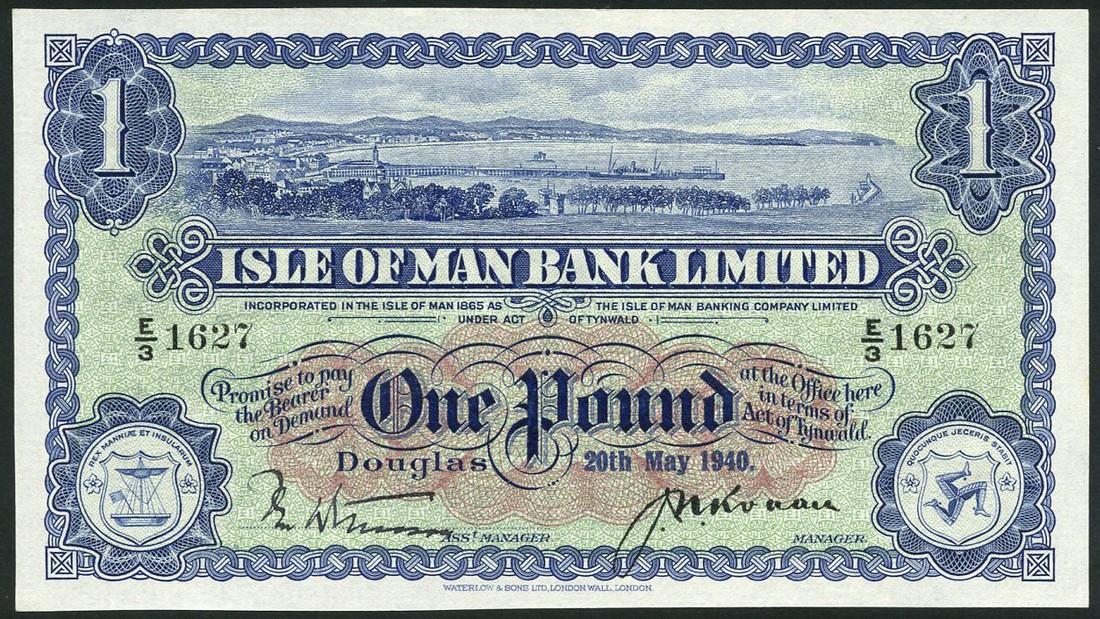 1 1
ISLE OF MAN BANK LIMITED
INCORPORATED IN THE ISLE OF MAN 1865 AS THE ISLE OF MAN BANKING COMPANY LIMITED
UNDER ACT OF TYNWALD
E/3 1627 E/3 1627
Promise to pay
the Bearer
on Demand
One Pound
at the Office here
in terms of
Act of Tynwald.
Douglas 20th May 1940.
REX MANNIÆ ET INSULARUM
QUOCUNQUE JECERIS STABIT
ASST MANAGER
MANAGER.
WATERLOW & SONS LTD, LONDON WALL, LONDON.